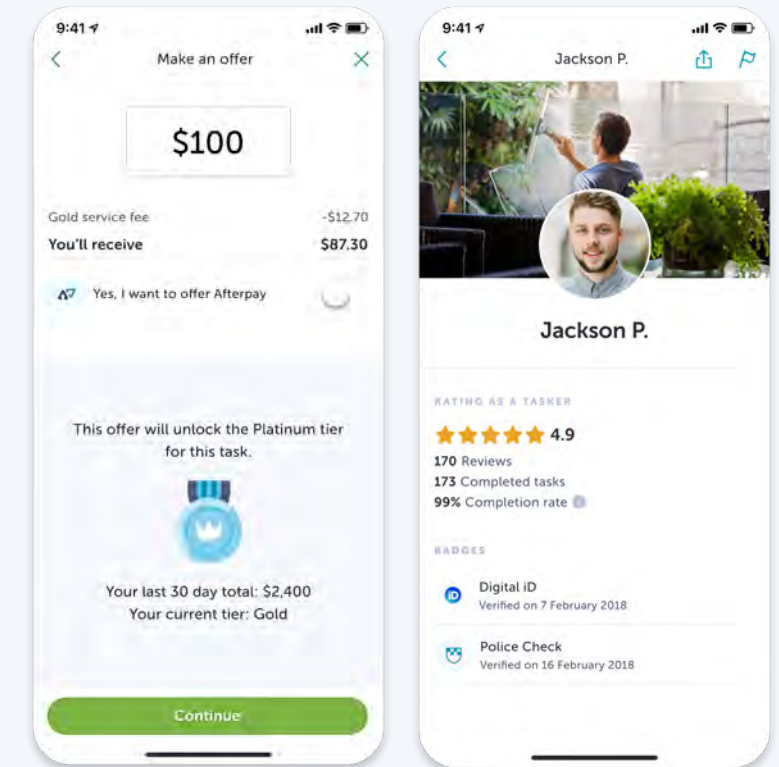 9:41
Make an offer
$100
Gold service fee -$12.70
You'll receive $87.30
Yes, I want to offer Afterpay
This offer will unlock the Platinum tier
for this task.
Your last 30 day total: $2,400
Your current tier: Gold
Continue
9:41
Jackson P.
Jackson P.
RATING AS A TASKER
4.9
170 Reviews
173 Completed tasks
99% Completion rate
BADGES
iD
Digital iD
Verified on 7 February 2018
Police Check
Verified on 16 February 2018